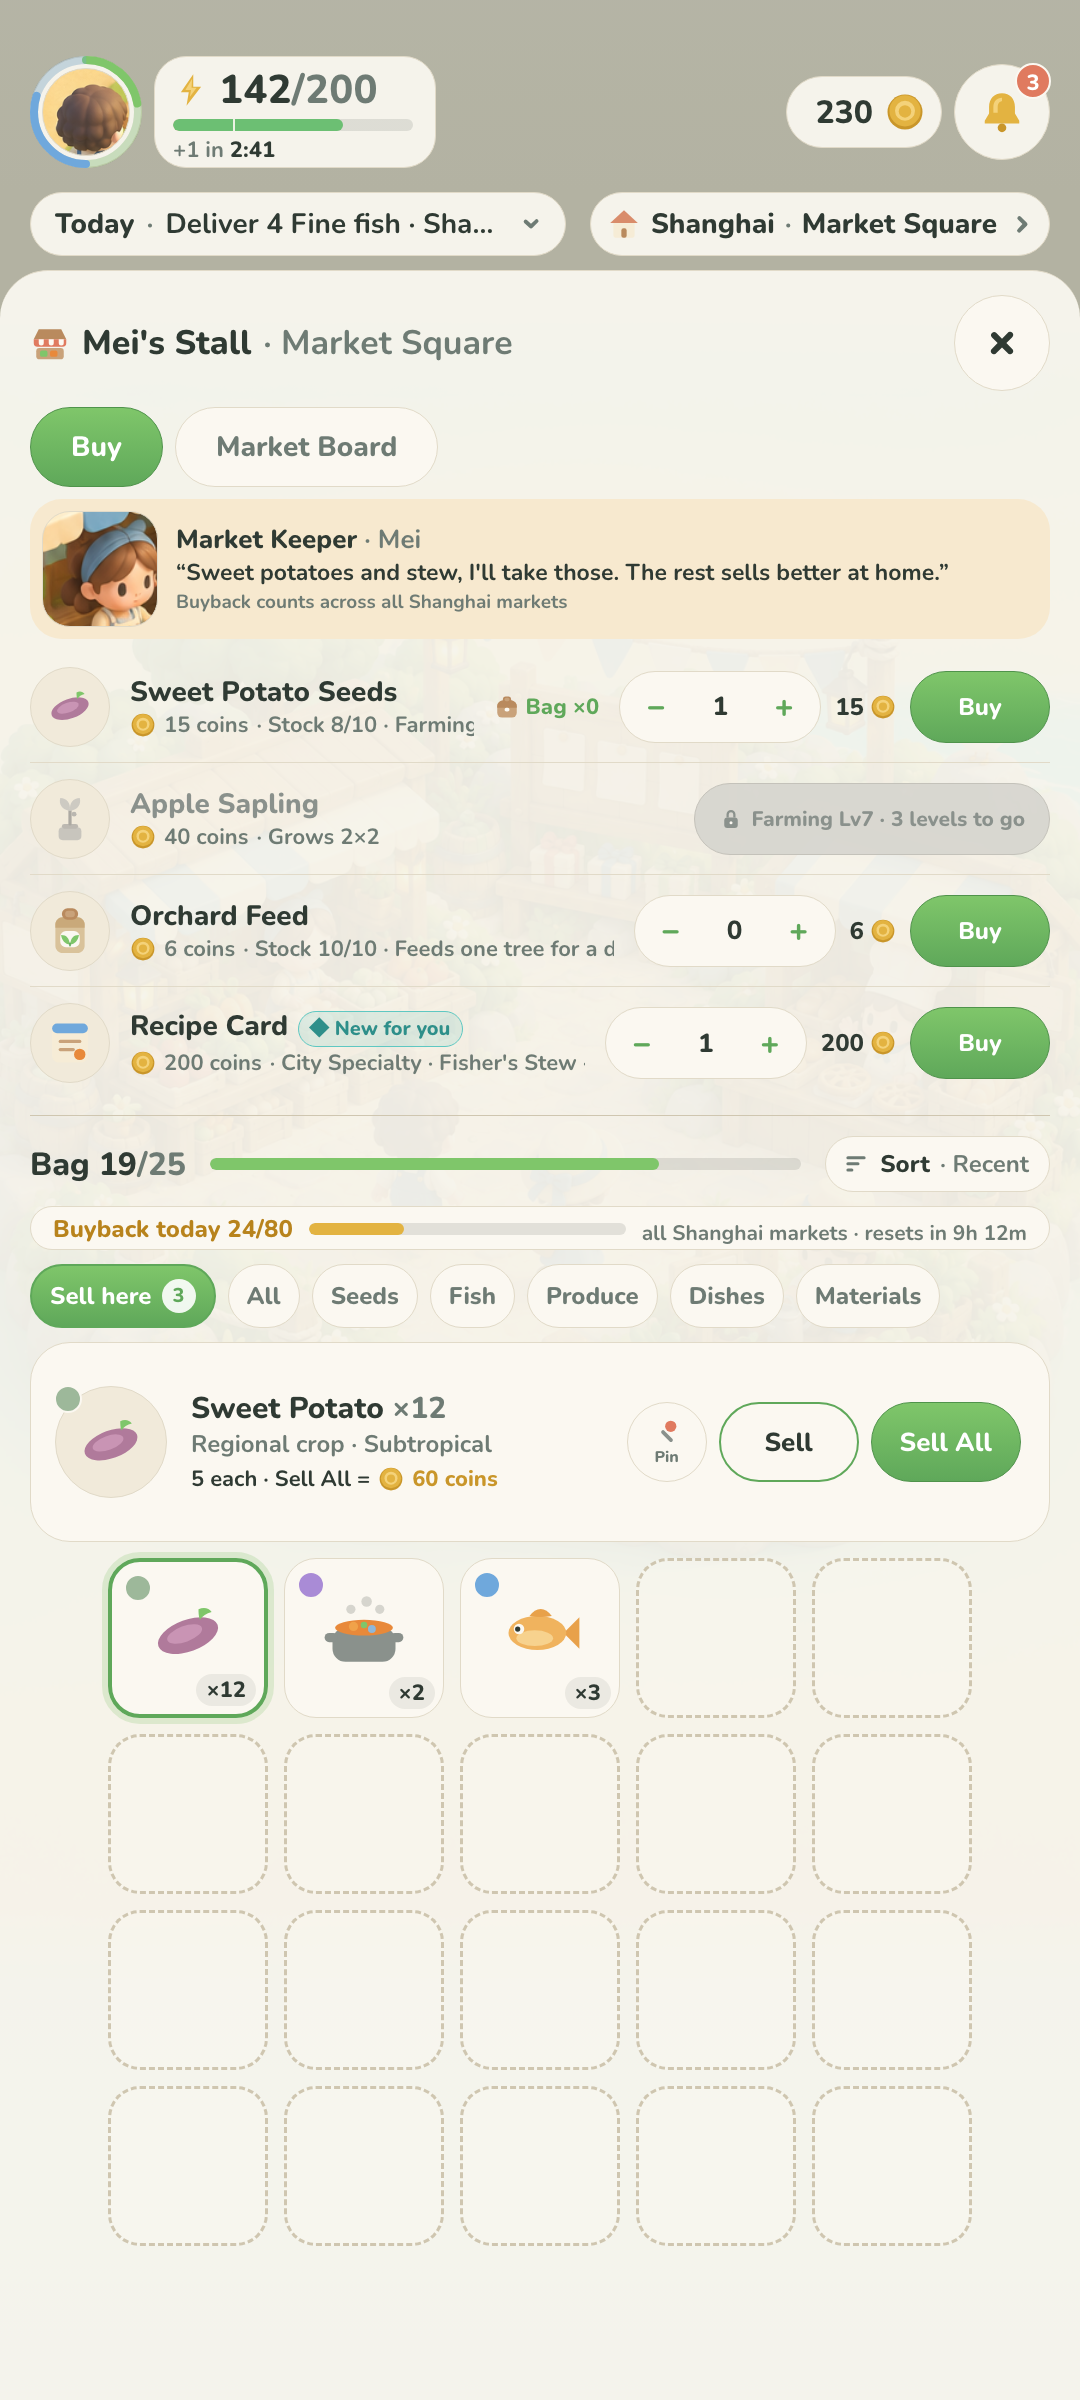 142/200
+1 in 2:41
230
3
Today · Deliver 4 Fine fish · Sha...
Shanghai · Market Square
Mei's Stall · Market Square
Buy
Market Board
Market Keeper · Mei
“Sweet potatoes and stew, I'll take those. The rest sells better at home.”
Buyback counts across all Shanghai markets
Sweet Potato Seeds
15 coins · Stock 8/10 · Farming
Bag ×0
− 1 +
15
Buy
Apple Sapling
40 coins · Grows 2×2
Farming Lv7 · 3 levels to go
Orchard Feed
6 coins · Stock 10/10 · Feeds one tree for a d
− 0 +
6
Buy
Recipe Card
New for you
200 coins · City Specialty · Fisher's Stew ·
− 1 +
200
Buy
Bag 19/25
Sort · Recent
Buyback today 24/80
all Shanghai markets · resets in 9h 12m
Sell here 3
All
Seeds
Fish
Produce
Dishes
Materials
Sweet Potato ×12
Regional crop · Subtropical
5 each · Sell All = 60 coins
Pin
Sell
Sell All
×12
×2
×3